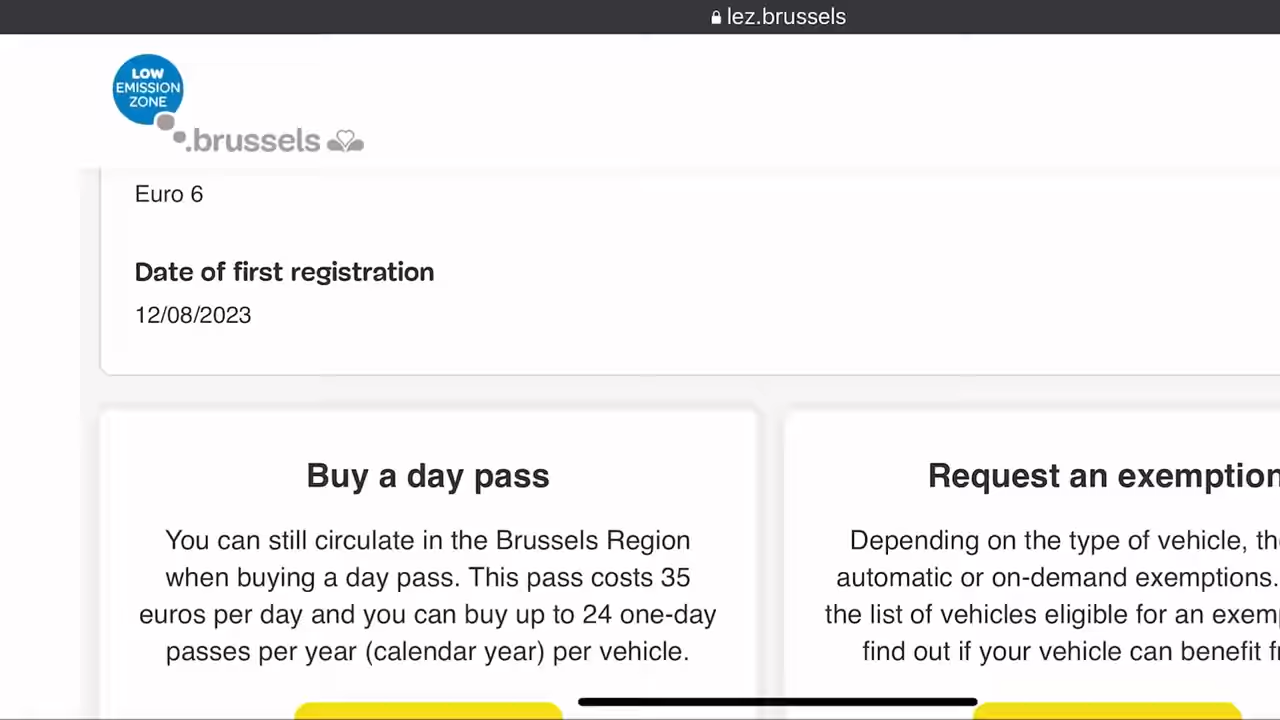 lez.brussels
LOW
EMISSION
ZONE
.brussels
Euro 6
Date of first registration
12/08/2023
Buy a day pass
You can still circulate in the Brussels Region
when buying a day pass. This pass costs 35
euros per day and you can buy up to 24 one-day
passes per year (calendar year) per vehicle.
Request an exemption
Depending on the type of vehicle, th
automatic or on-demand exemptions.
the list of vehicles eligible for an exem
find out if your vehicle can benefit f